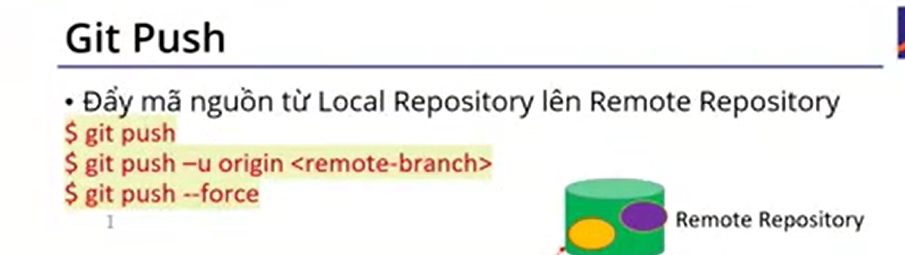 Git Push
• Đẩy mã nguồn từ Local Repository lên Remote Repository
$ git push
$ git push –u origin <remote-branch>
$ git push --force
Remote Repository